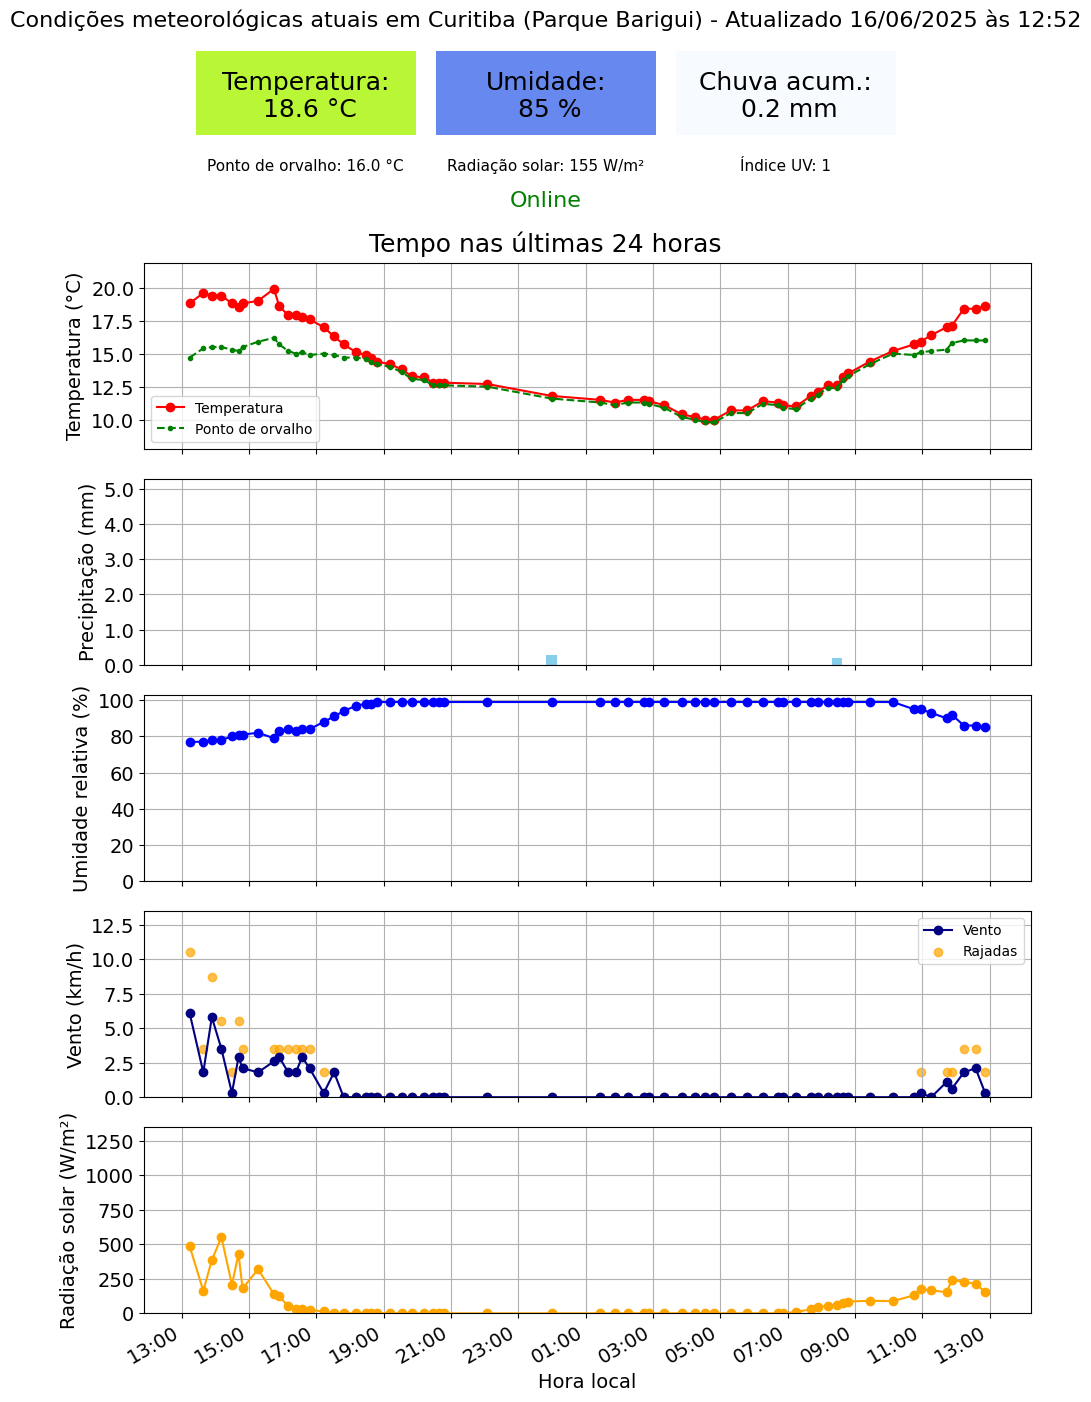 Condições meteorológicas atuais em Curitiba (Parque Barigui) - Atualizado 16/06/2025 às 12:52
Temperatura:
18.6 °C
Umidade:
85 %
Chuva acum.:
0.2 mm
Ponto de orvalho: 16.0 °C
Radiação solar: 155 W/m²
Índice UV: 1
Online
Tempo nas últimas 24 horas
Temperatura (°C)
20.0
17.5
15.0
12.5
10.0
Temperatura
Ponto de orvalho
Precipitação (mm)
5.0
4.0
3.0
2.0
1.0
0.0
Umidade relativa (%)
100
80
60
40
20
0
Vento (km/h)
12.5
10.0
7.5
5.0
2.5
0.0
Vento
Rajadas
Radiação solar (W/m²)
1250
1000
750
500
250
0
13:00
15:00
17:00
19:00
21:00
23:00
01:00
03:00
05:00
07:00
09:00
11:00
13:00
Hora local